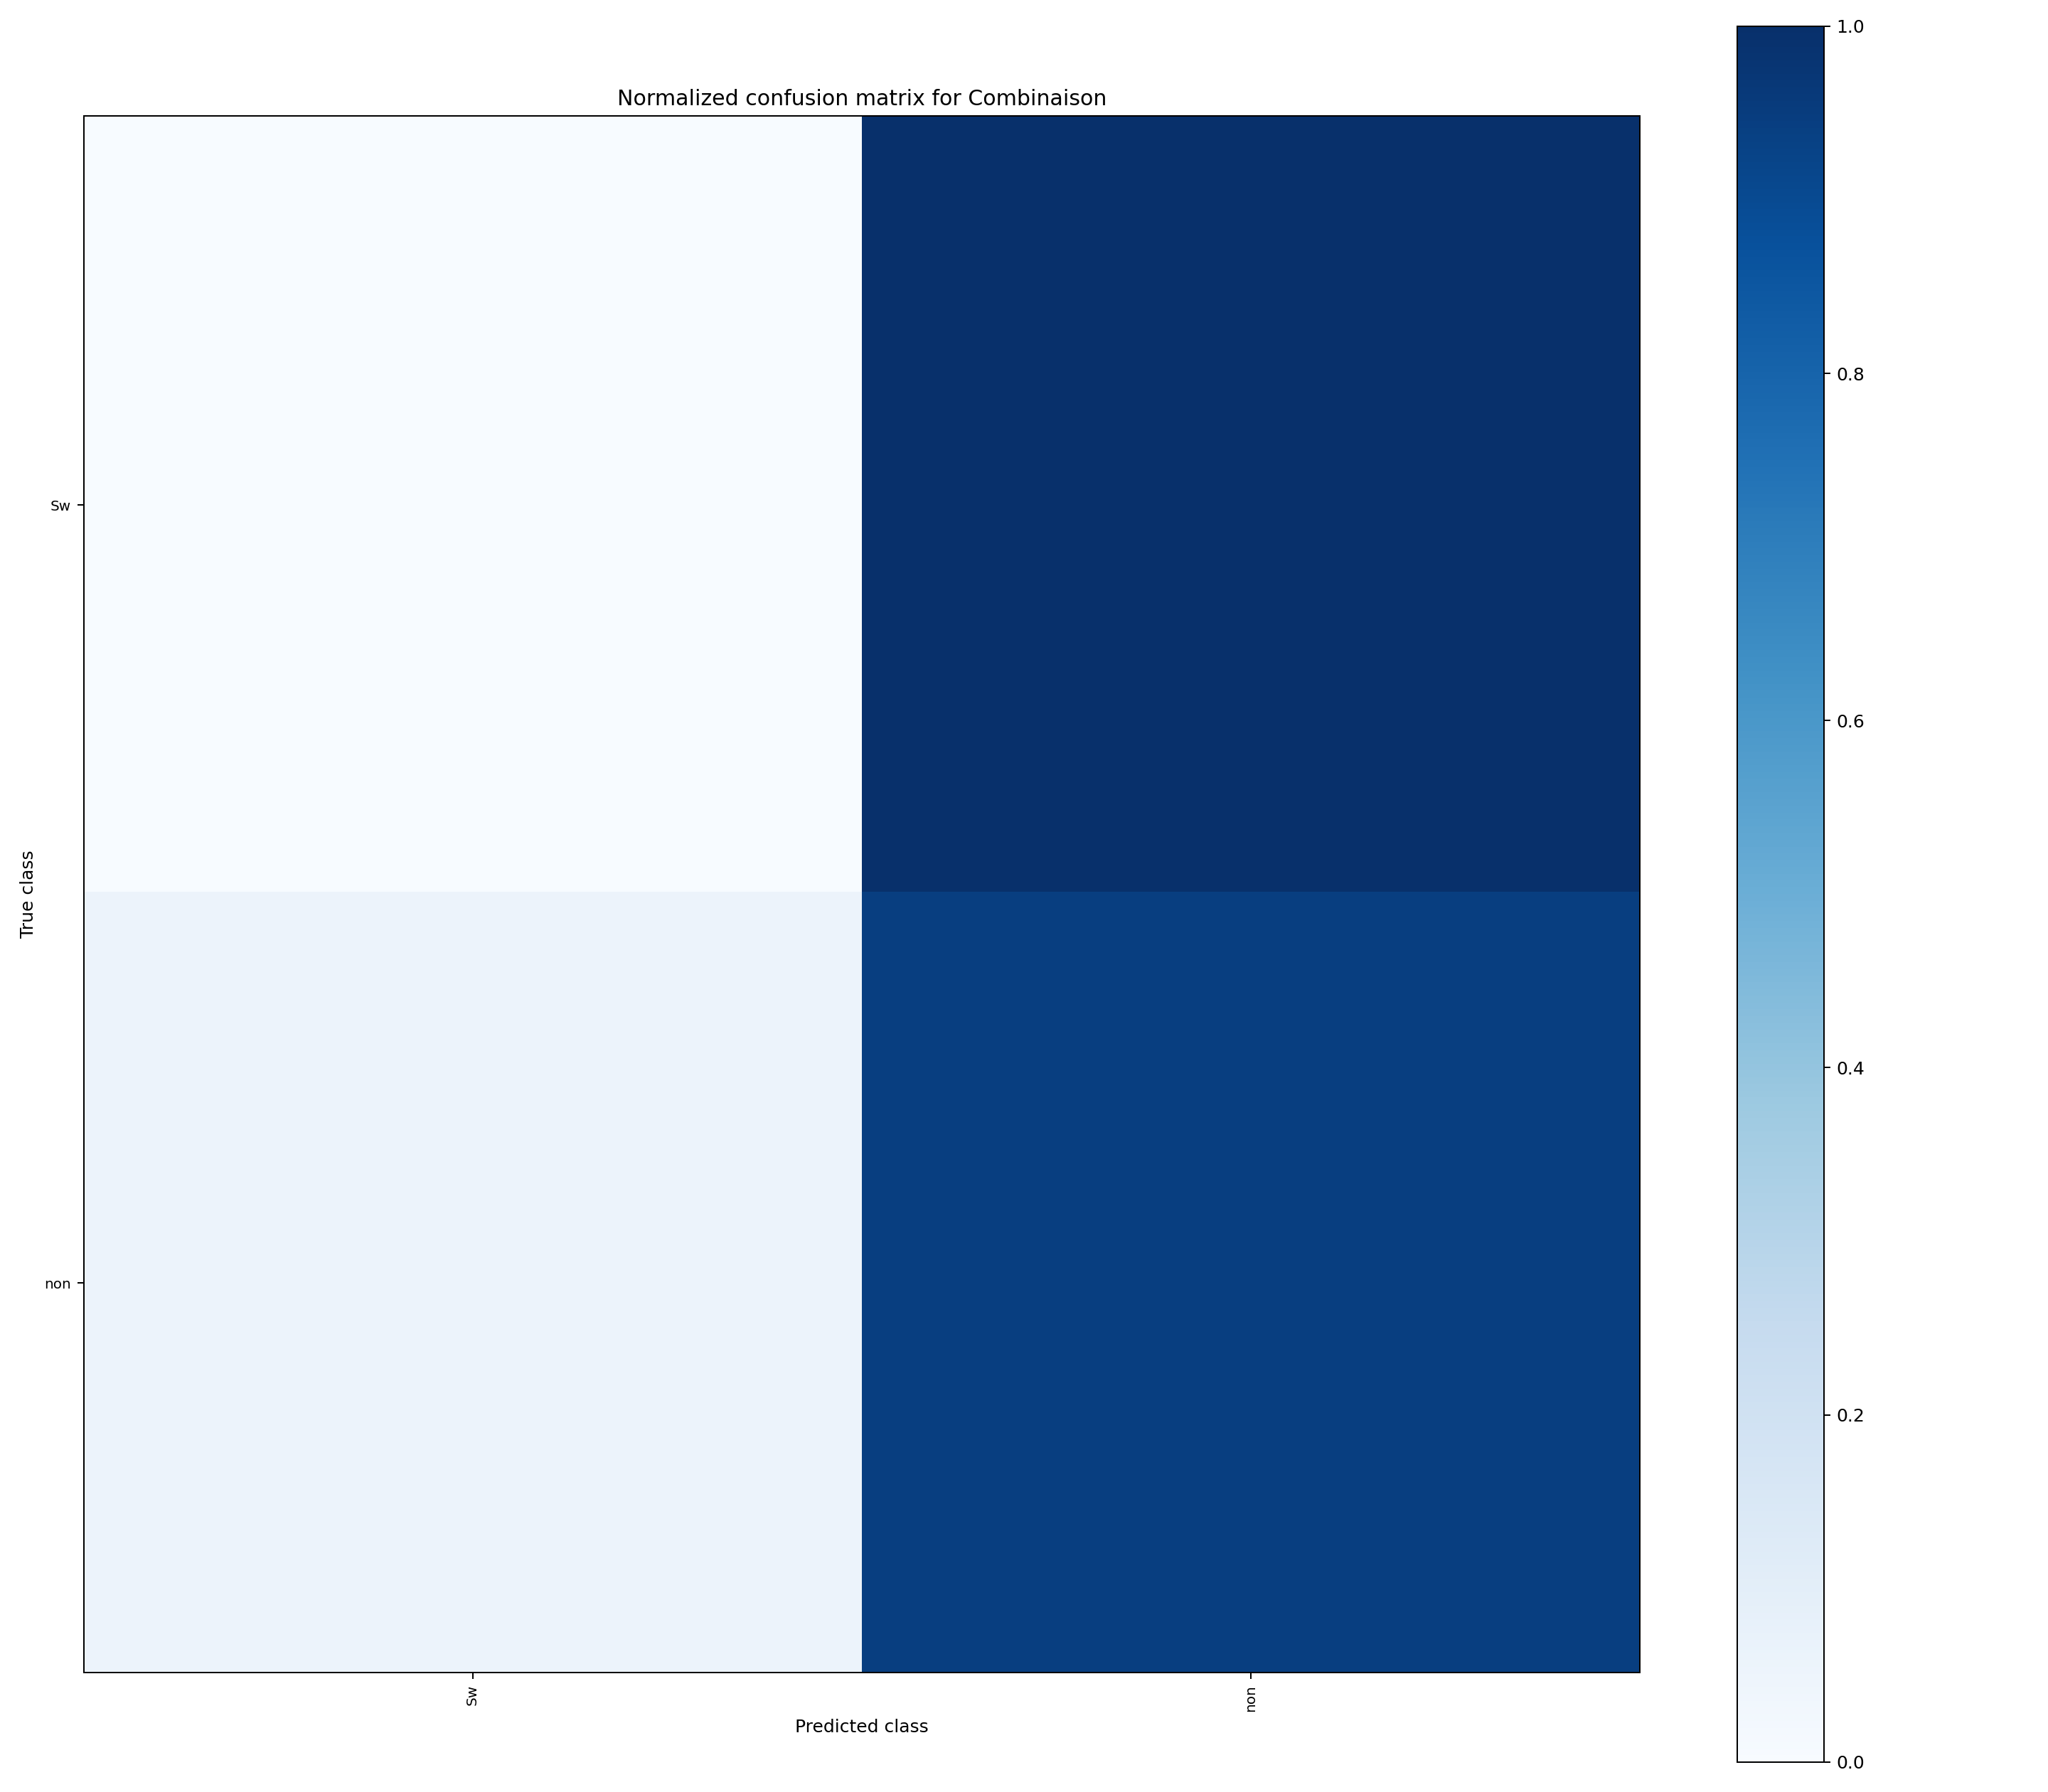 Normalized confusion matrix for Combinaison
True class
Sw
non
Sw
non
Predicted class
1.0
0.8
0.6
0.4
0.2
0.0